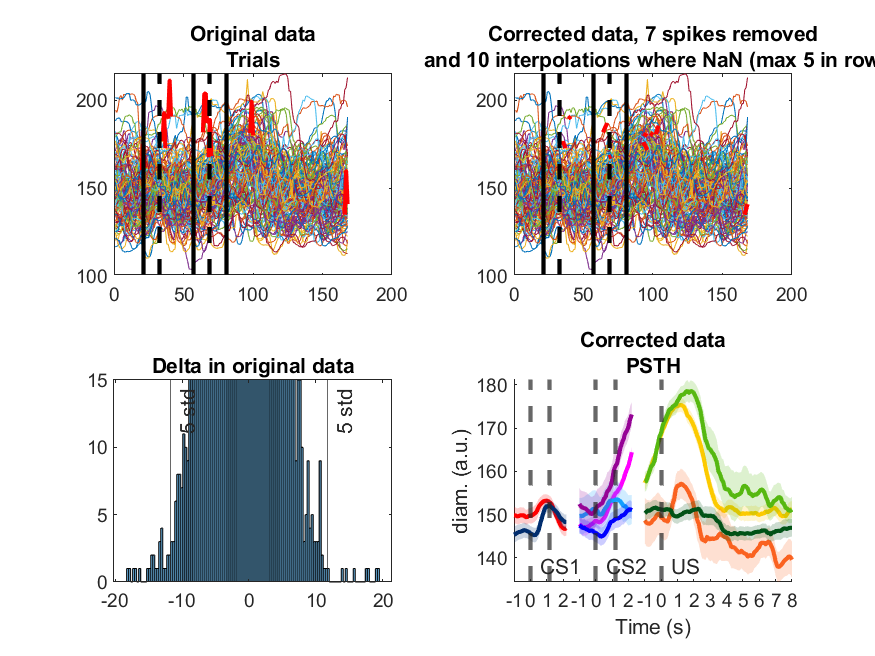 Original data
Trials
200
150
100
0 50 100 150 200
Corrected data, 7 spikes removed
and 10 interpolations where NaN (max 5 in row
200
150
100
0 50 100 150 200
Delta in original data
15
10
5
0
5 std
5 std
-20 -10 0 10 20
Corrected data
PSTH
180
170
160
150
140
diam. (a.u.)
CS1 CS2 US
-1 0 1 2 -1 0 1 2 -1 0 1 2 3 4 5 6 7 8
Time (s)